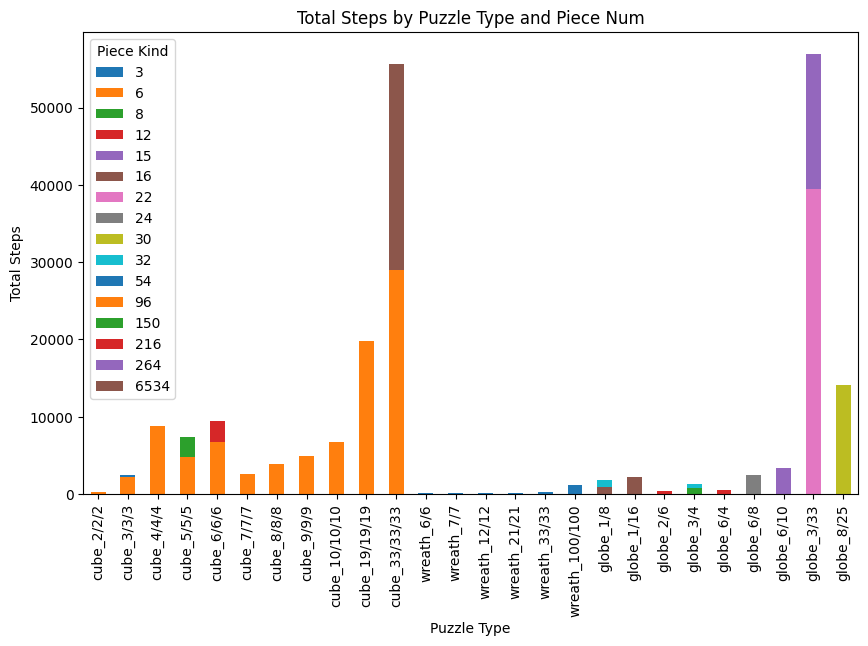 Total Steps by Puzzle Type and Piece Num
Piece Kind
3
6
8
12
15
16
22
24
30
32
54
96
150
216
264
6534
Total Steps
50000
40000
30000
20000
10000
0
cube_2/2/2
cube_3/3/3
cube_4/4/4
cube_5/5/5
cube_6/6/6
cube_7/7/7
cube_8/8/8
cube_9/9/9
cube_10/10/10
cube_19/19/19
cube_33/33/33
wreath_6/6
wreath_7/7
wreath_12/12
wreath_21/21
wreath_33/33
wreath_100/100
globe_1/8
globe_1/16
globe_2/6
globe_3/4
globe_6/4
globe_6/8
globe_6/10
globe_3/33
globe_8/25
Puzzle Type